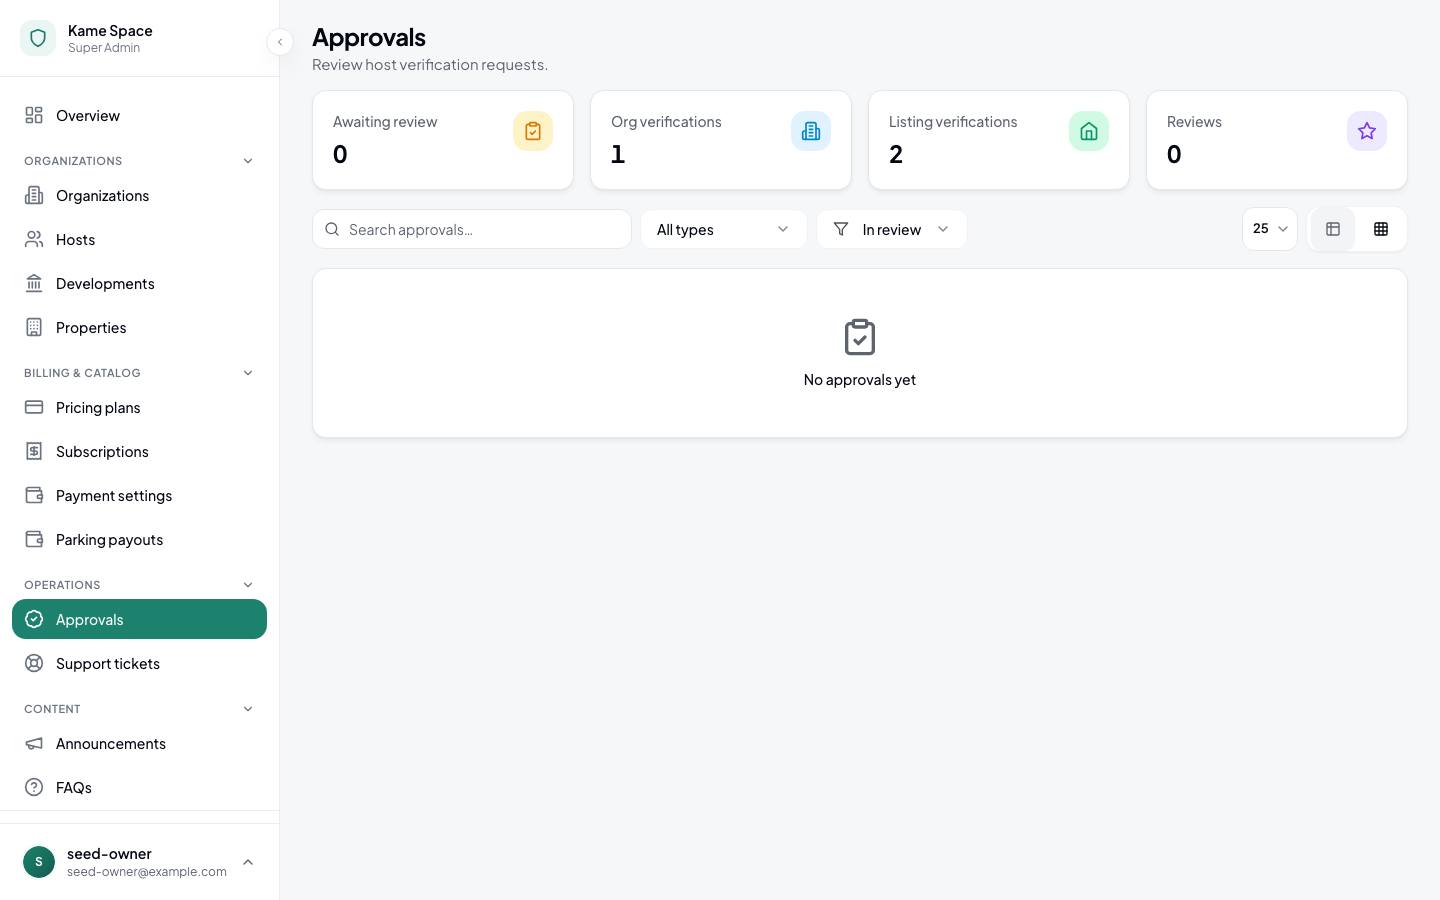 Kame Space
Super Admin
Overview
ORGANIZATIONS
Organizations
Hosts
Developments
Properties
BILLING & CATALOG
Pricing plans
Subscriptions
Payment settings
Parking payouts
OPERATIONS
Approvals
Support tickets
CONTENT
Announcements
FAQs
S
seed-owner
seed-owner@example.com
Approvals
Review host verification requests.
Awaiting review
0
Org verifications
1
Listing verifications
2
Reviews
0
Search approvals...
All types
In review
25
No approvals yet